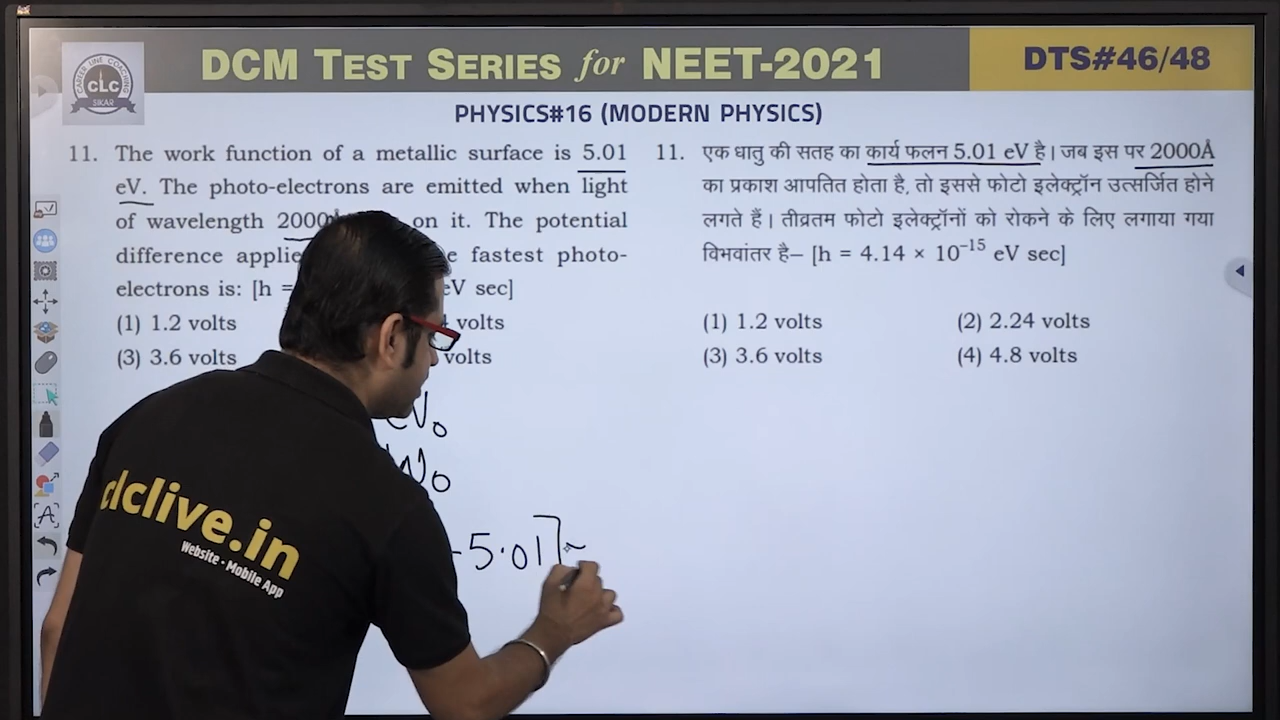 DCM TEST SERIES for NEET-2021
DTS#46/48
CLC
SIKAR
PHYSICS#16 (MODERN PHYSICS)
11. The work function of a metallic surface is 5.01
eV. The photo-electrons are emitted when light
of wavelength 2000 on it. The potential
difference fastest photo-
electrons is: [h = eV sec]
(1) 1.2 volts volts
(3) 3.6 volts volts
11. एक धातु की सतह का कार्य फलन 5.01 eV है। जब इस पर 2000Å
का प्रकाश आपतित होता है, तो इससे फोटो इलेक्ट्रॉन उत्सर्जित होने
लगते हैं। तीव्रतम फोटो इलेक्ट्रॉनों को रोकने के लिए लगाया गया
विभवांतर है– [h = 4.14 × 10⁻¹⁵ eV sec]
(1) 1.2 volts (2) 2.24 volts
(3) 3.6 volts (4) 4.8 volts
eV₀
W₀
-5.01]
clclive.in
Website - Mobile App